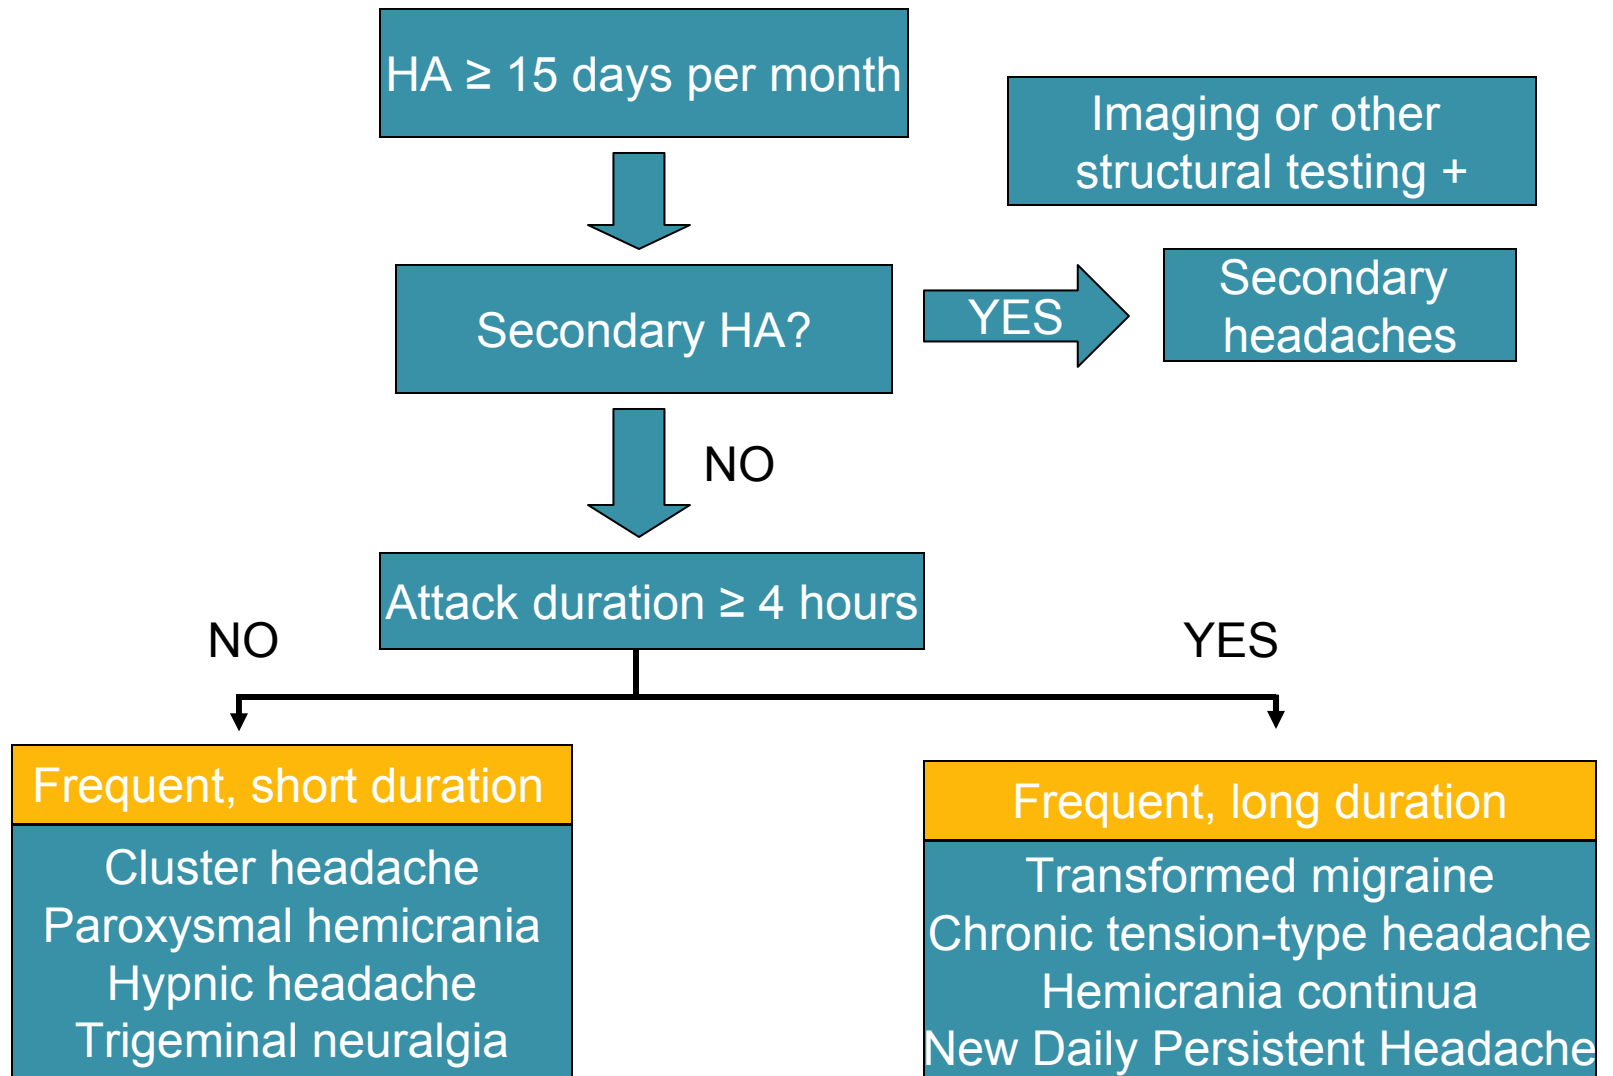 HA ≥ 15 days per month
Imaging or other
structural testing +
Secondary HA?
YES
Secondary
headaches
NO
Attack duration ≥ 4 hours
NO
YES
Frequent, short duration
Cluster headache
Paroxysmal hemicrania
Hypnic headache
Trigeminal neuralgia
Frequent, long duration
Transformed migraine
Chronic tension-type headache
Hemicrania continua
New Daily Persistent Headache